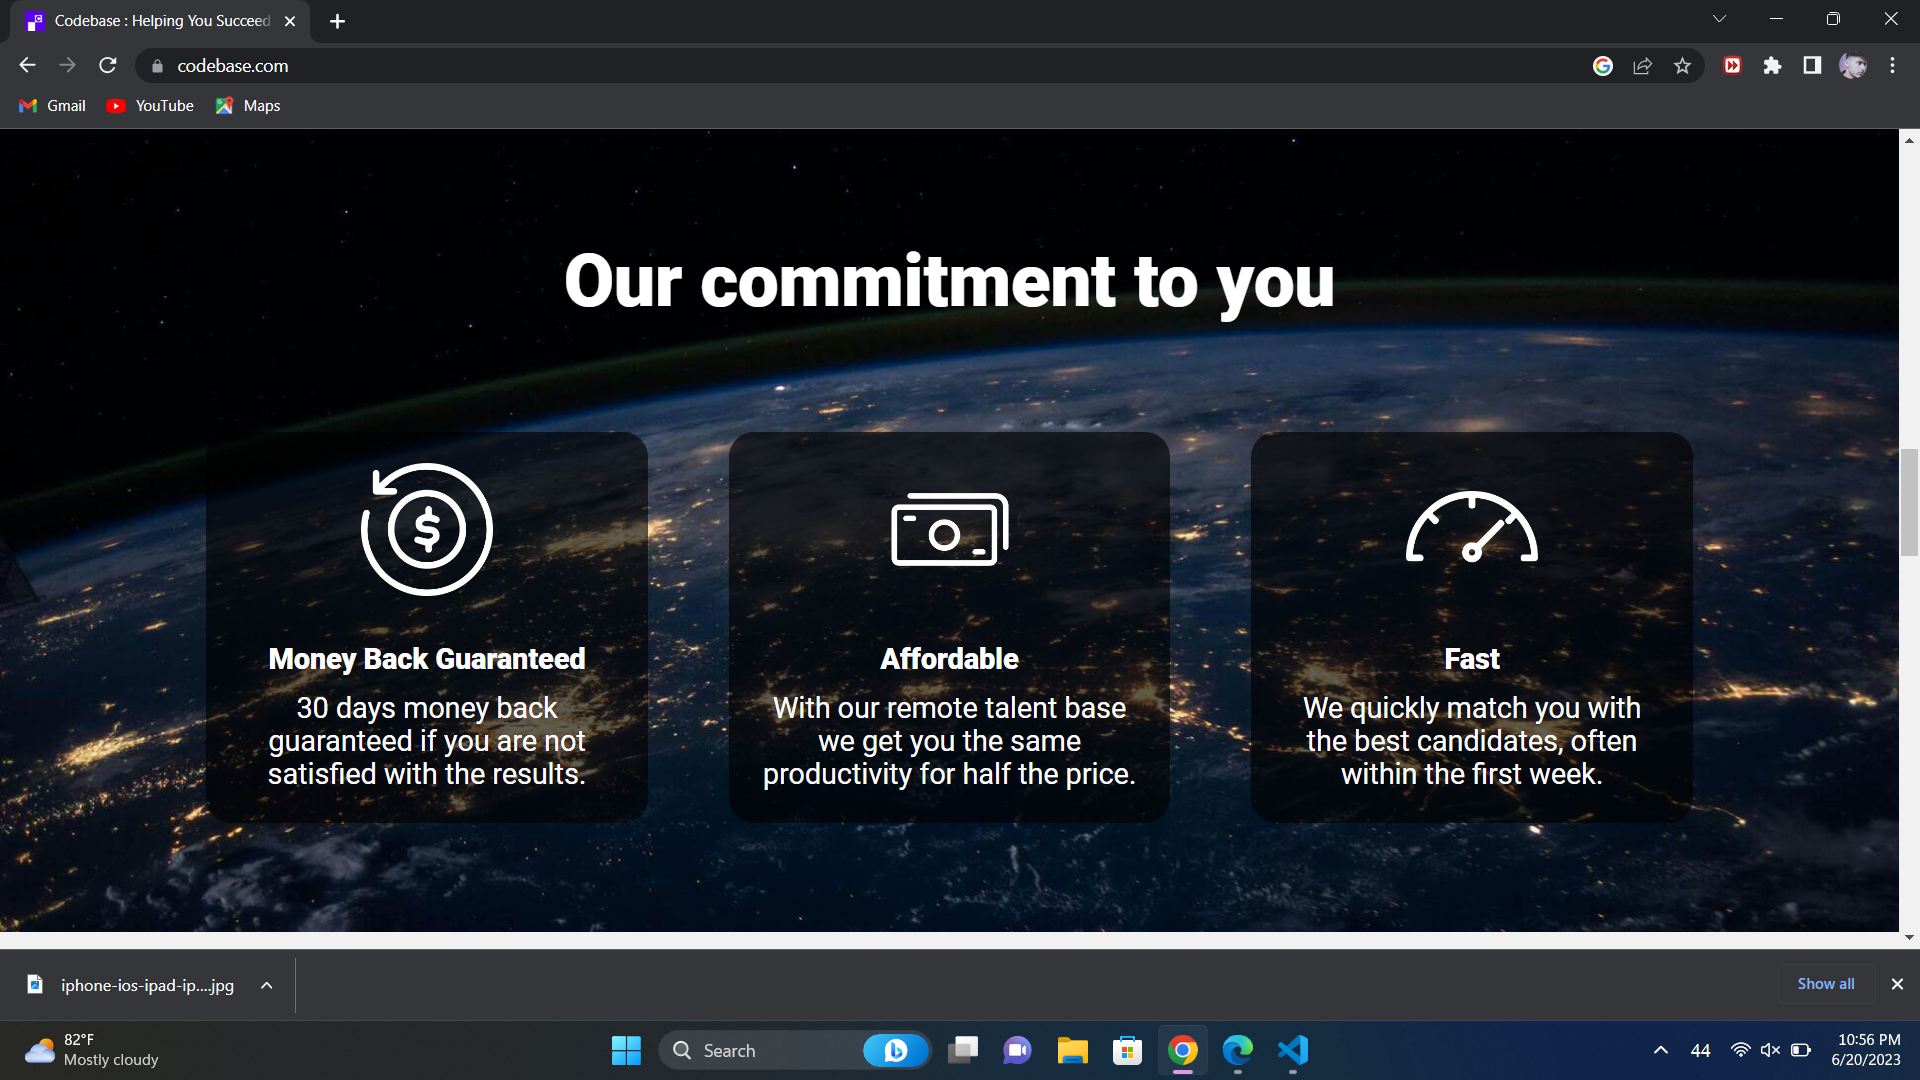 Codebase : Helping You Succeed
codebase.com
Gmail
YouTube
Maps
Our commitment to you
Money Back Guaranteed
30 days money back
guaranteed if you are not
satisfied with the results.
Affordable
With our remote talent base
we get you the same
productivity for half the price.
Fast
We quickly match you with
the best candidates, often
within the first week.
iphone-ios-ipad-ip....jpg
Show all
82°F
Mostly cloudy
Search
44
10:56 PM
6/20/2023